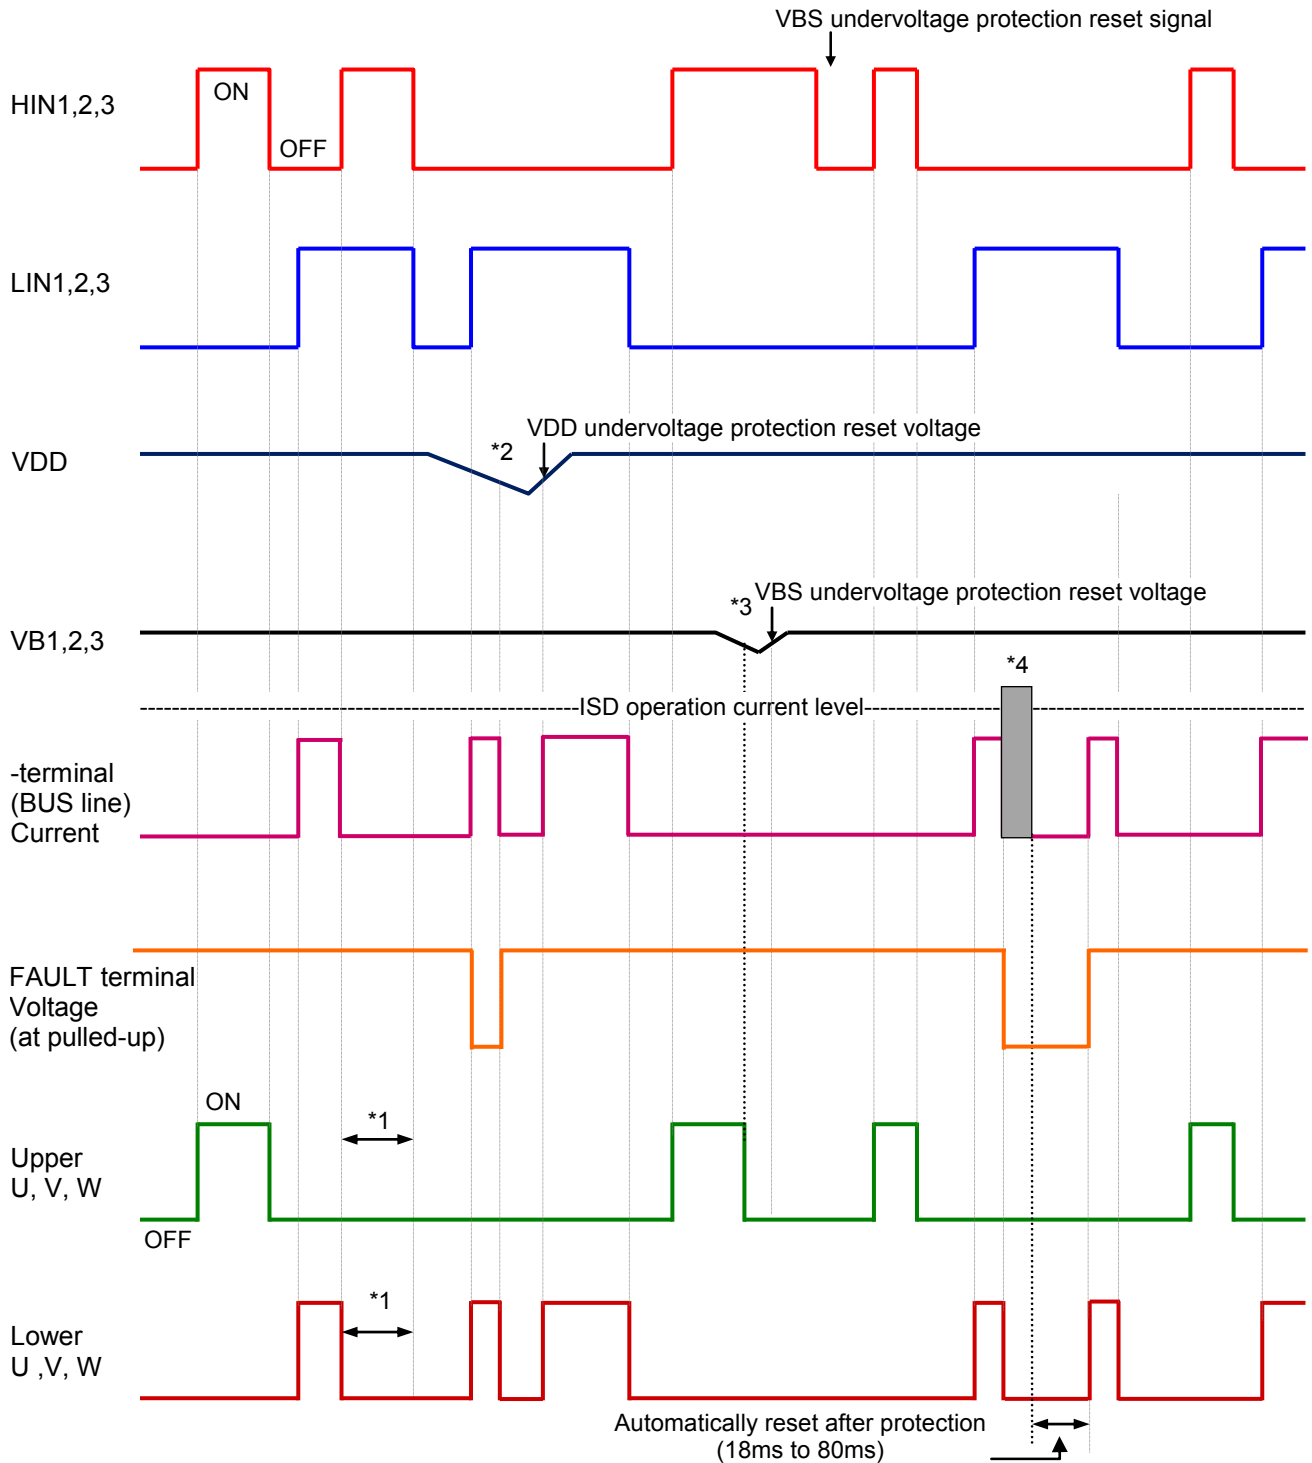 VBS undervoltage protection reset signal
HIN1,2,3
ON
OFF
LIN1,2,3
VDD undervoltage protection reset voltage
*2
VDD
VBS undervoltage protection reset voltage
*3
VB1,2,3
*4
ISD operation current level
-terminal
(BUS line)
Current
FAULT terminal
Voltage
(at pulled-up)
ON
*1
Upper
U, V, W
OFF
*1
Lower
U ,V, W
Automatically reset after protection
(18ms to 80ms)